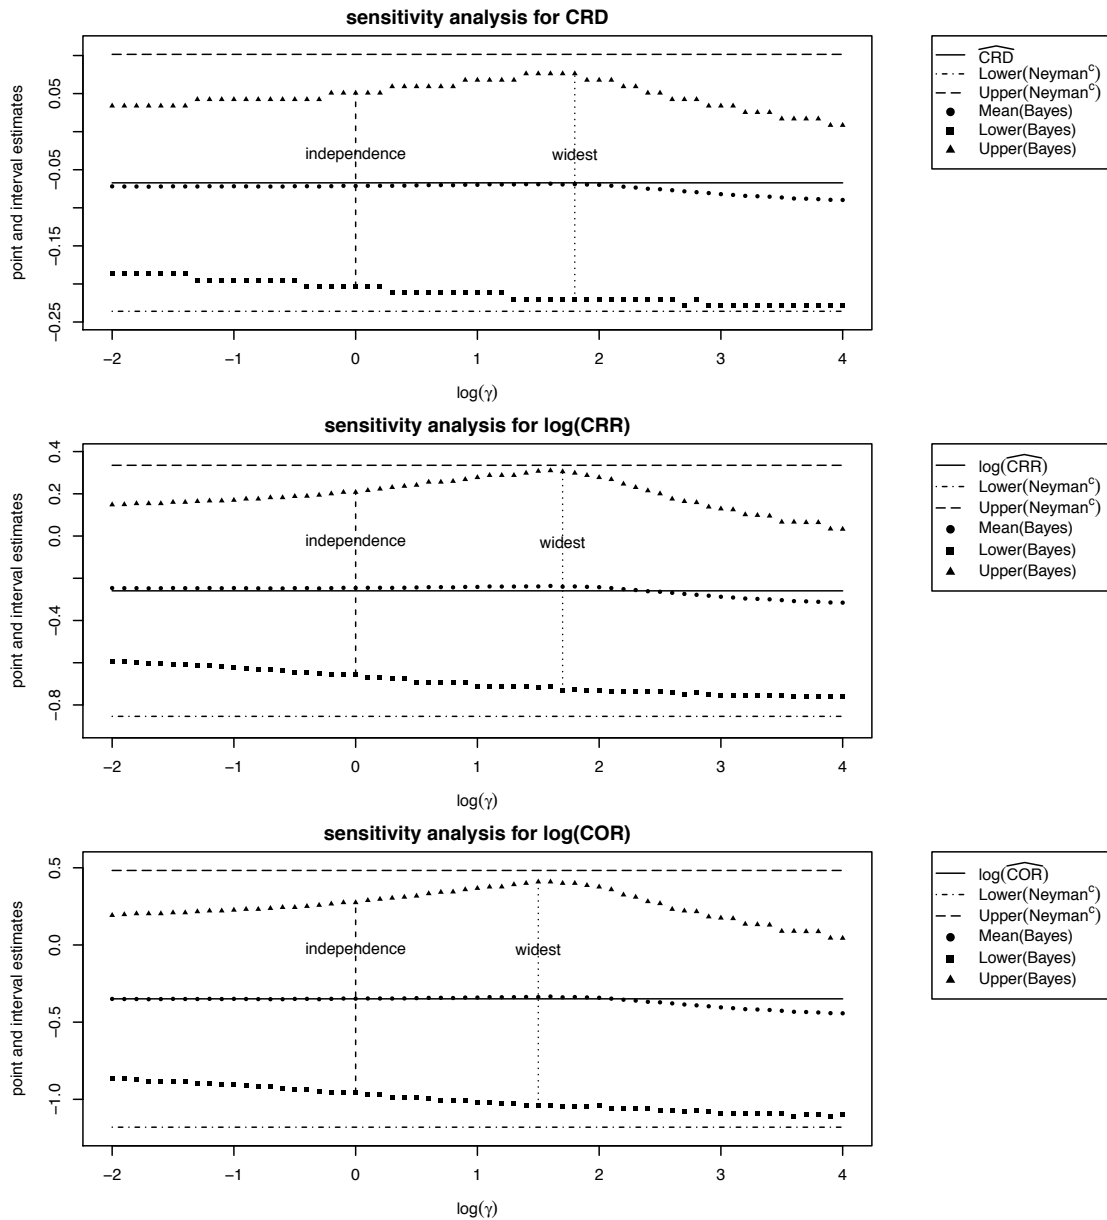 sensitivity analysis for CRD
point and interval estimates
0.05
−0.05
−0.15
−0.25
independence
widest
−2 −1 0 1 2 3 4
log(γ)
CRD
Lower(Neyman^c)
Upper(Neyman^c)
Mean(Bayes)
Lower(Bayes)
Upper(Bayes)
sensitivity analysis for log(CRR)
point and interval estimates
0.4
0.2
0.0
−0.4
−0.8
independence
widest
−2 −1 0 1 2 3 4
log(γ)
log(CRR)
Lower(Neyman^c)
Upper(Neyman^c)
Mean(Bayes)
Lower(Bayes)
Upper(Bayes)
sensitivity analysis for log(COR)
point and interval estimates
0.5
0.0
−0.5
−1.0
independence
widest
−2 −1 0 1 2 3 4
log(γ)
log(COR)
Lower(Neyman^c)
Upper(Neyman^c)
Mean(Bayes)
Lower(Bayes)
Upper(Bayes)